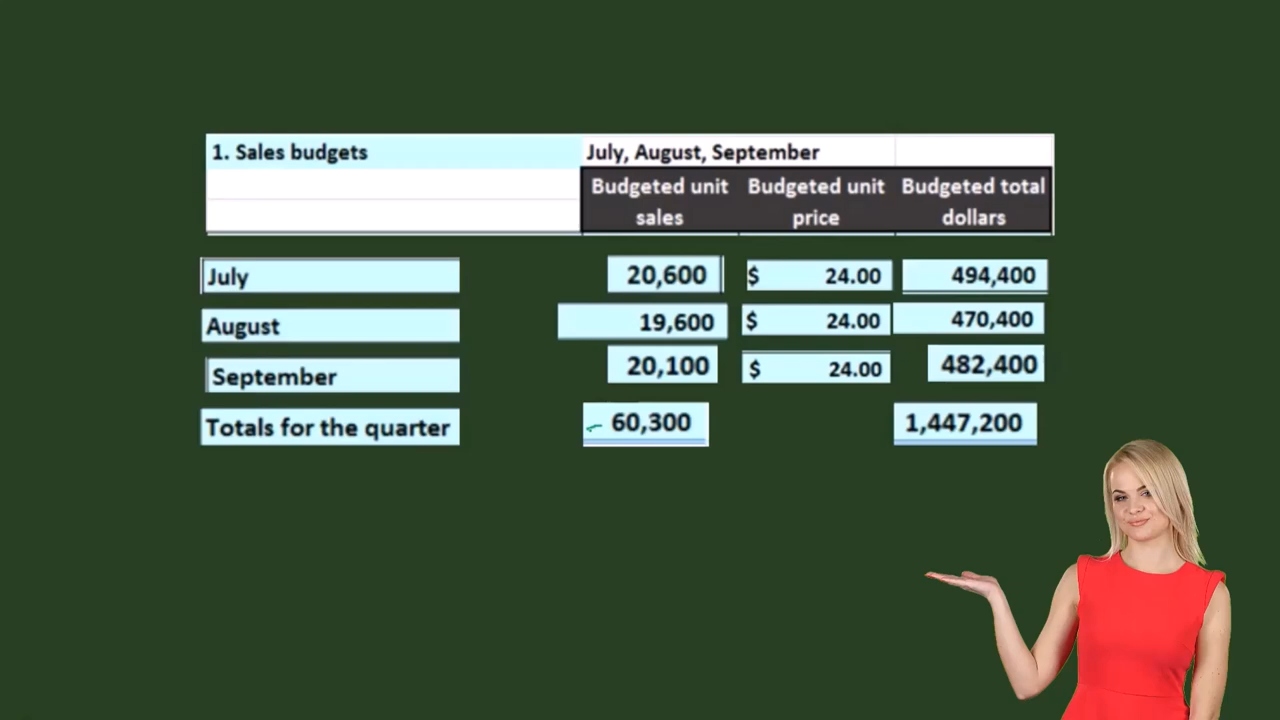 1. Sales budgets July, August, September
Budgeted unit sales Budgeted unit price Budgeted total dollars
July 20,600 $ 24.00 494,400
August 19,600 $ 24.00 470,400
September 20,100 $ 24.00 482,400
Totals for the quarter 60,300 1,447,200